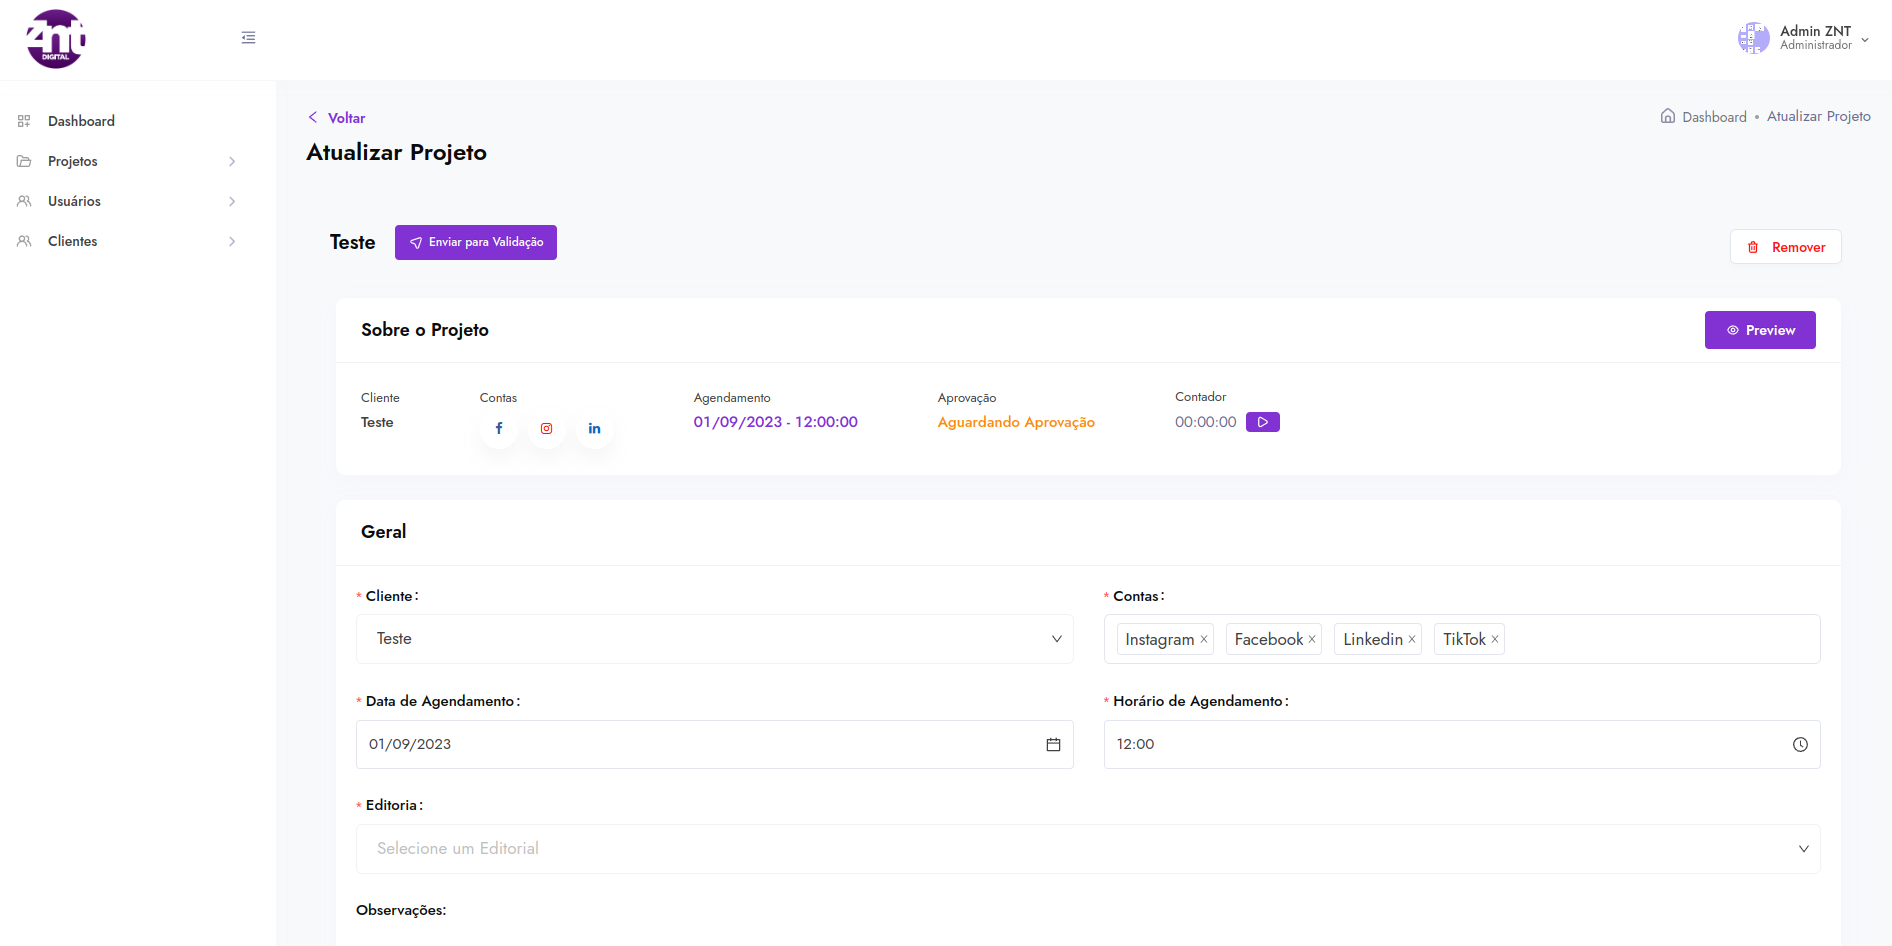 znt
DIGITAL
Admin ZNT
Administrador
Dashboard
Projetos
Usuários
Clientes
Voltar
Dashboard • Atualizar Projeto
Atualizar Projeto
Teste
Enviar para Validação
Remover
Sobre o Projeto
Preview
Cliente
Teste
Contas
Agendamento
01/09/2023 - 12:00:00
Aprovação
Aguardando Aprovação
Contador
00:00:00
Geral
* Cliente:
Teste
* Contas:
Instagram × Facebook × Linkedin × TikTok ×
* Data de Agendamento:
01/09/2023
* Horário de Agendamento:
12:00
* Editoria:
Selecione um Editorial
Observações: